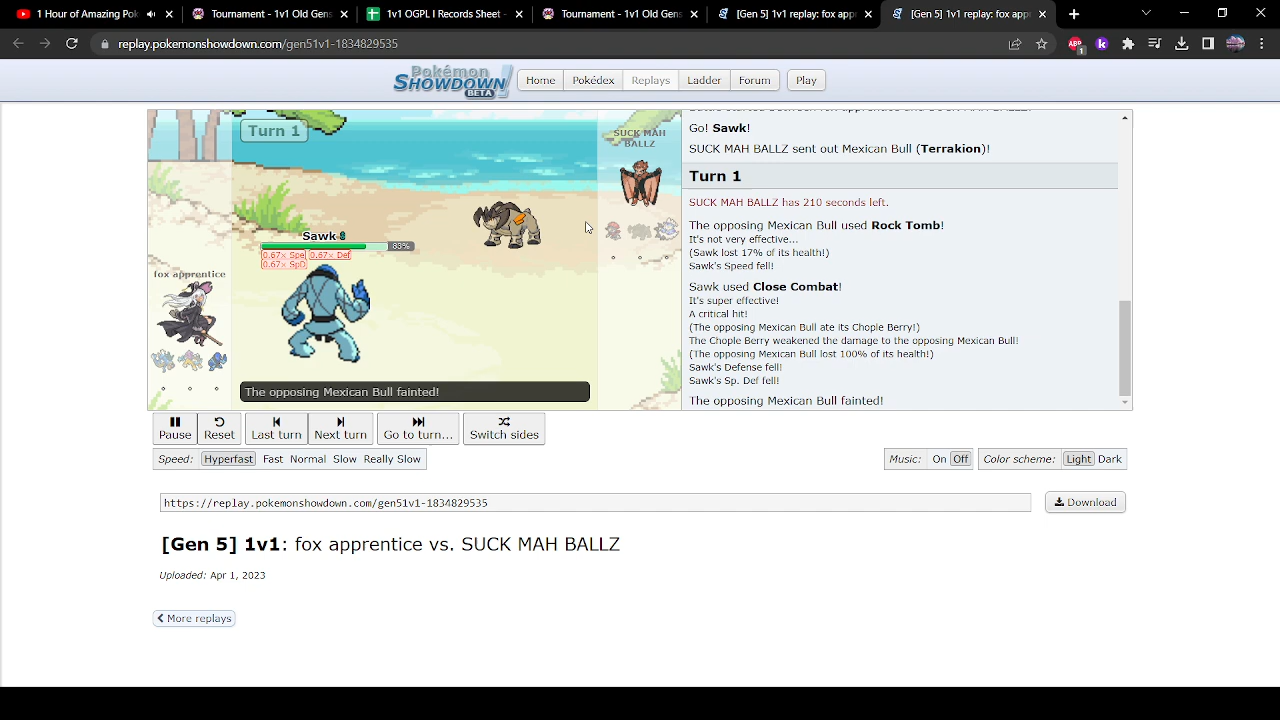 1 Hour of Amazing Pok
Tournament - 1v1 Old Gens
1v1 OGPL I Records Sheet -
Tournament - 1v1 Old Gens
[Gen 5] 1v1 replay: fox app
[Gen 5] 1v1 replay: fox app
replay.pokemonshowdown.com/gen51v1-1834829535
ABP
1
k
Pokémon
SHOWDOWN!
BETA
Home
Pokédex
Replays
Ladder
Forum
Play
Turn 1
SUCK MAH
BALLZ
Sawk
83%
0.67× Spe 0.67× Def
0.67× SpD
fox apprentice
The opposing Mexican Bull fainted!
Go! Sawk!
SUCK MAH BALLZ sent out Mexican Bull (Terrakion)!
Turn 1
SUCK MAH BALLZ has 210 seconds left.
The opposing Mexican Bull used Rock Tomb!
It's not very effective...
(Sawk lost 17% of its health!)
Sawk's Speed fell!
Sawk used Close Combat!
It's super effective!
A critical hit!
(The opposing Mexican Bull ate its Chople Berry!)
The Chople Berry weakened the damage to the opposing Mexican Bull!
(The opposing Mexican Bull lost 100% of its health!)
Sawk's Defense fell!
Sawk's Sp. Def fell!
The opposing Mexican Bull fainted!
Pause
Reset
Last turn
Next turn
Go to turn...
Switch sides
Speed: Hyperfast Fast Normal Slow Really Slow
Music: On Off
Color scheme: Light Dark
https://replay.pokemonshowdown.com/gen51v1-1834829535
Download
[Gen 5] 1v1: fox apprentice vs. SUCK MAH BALLZ
Uploaded: Apr 1, 2023
More replays